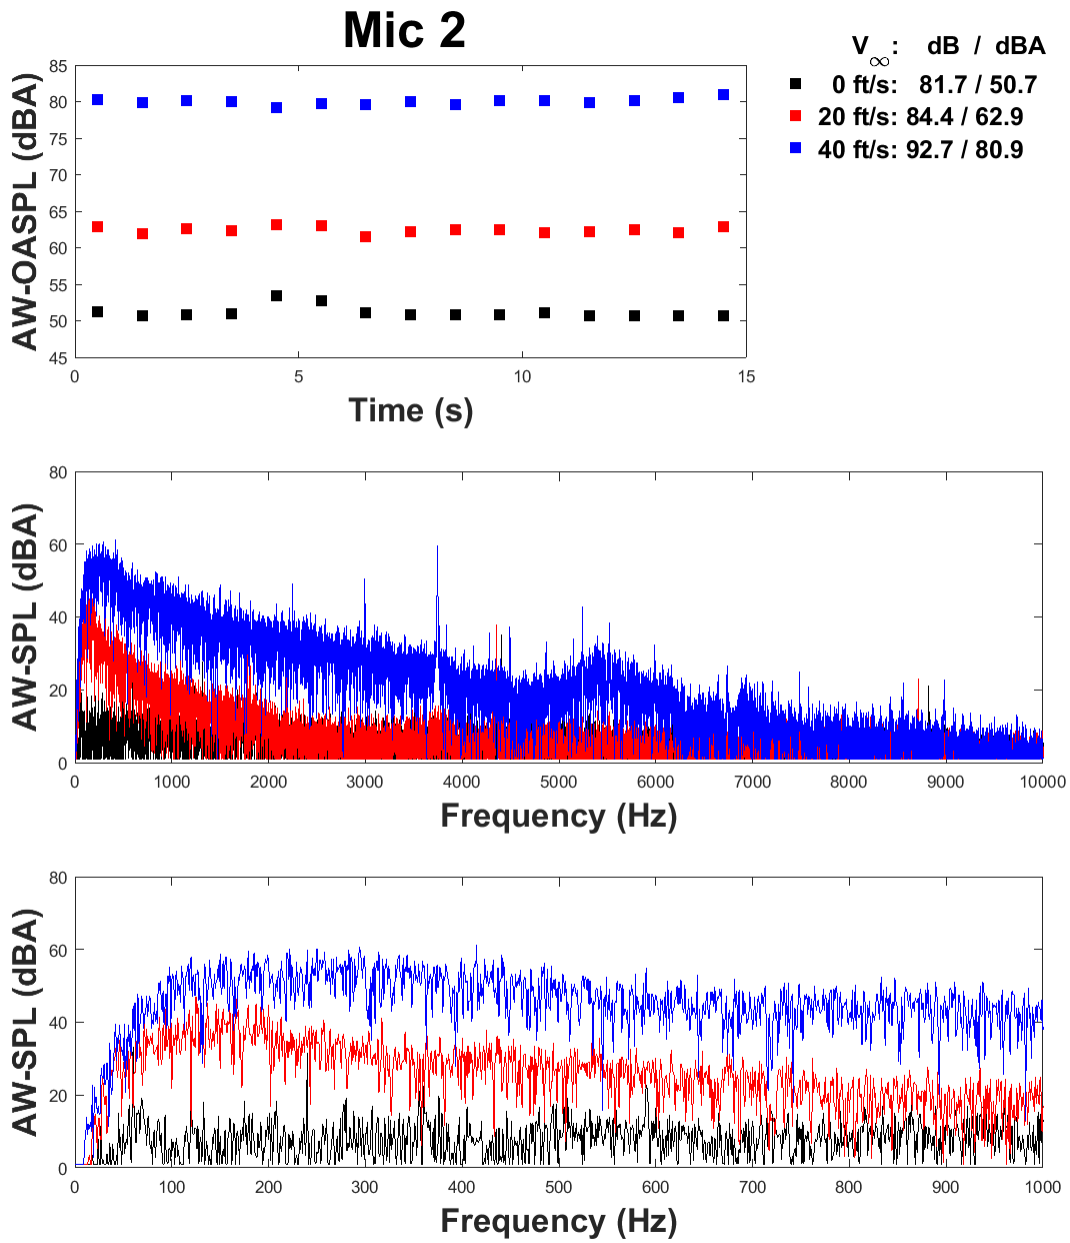 Mic 2
V∞: dB / dBA
0 ft/s: 81.7 / 50.7
20 ft/s: 84.4 / 62.9
40 ft/s: 92.7 / 80.9
AW-OASPL (dBA)
85
80
75
70
65
60
55
50
45
0 5 10 15
Time (s)
AW-SPL (dBA)
80
60
40
20
0
0 1000 2000 3000 4000 5000 6000 7000 8000 9000 10000
Frequency (Hz)
AW-SPL (dBA)
80
60
40
20
0
0 100 200 300 400 500 600 700 800 900 1000
Frequency (Hz)